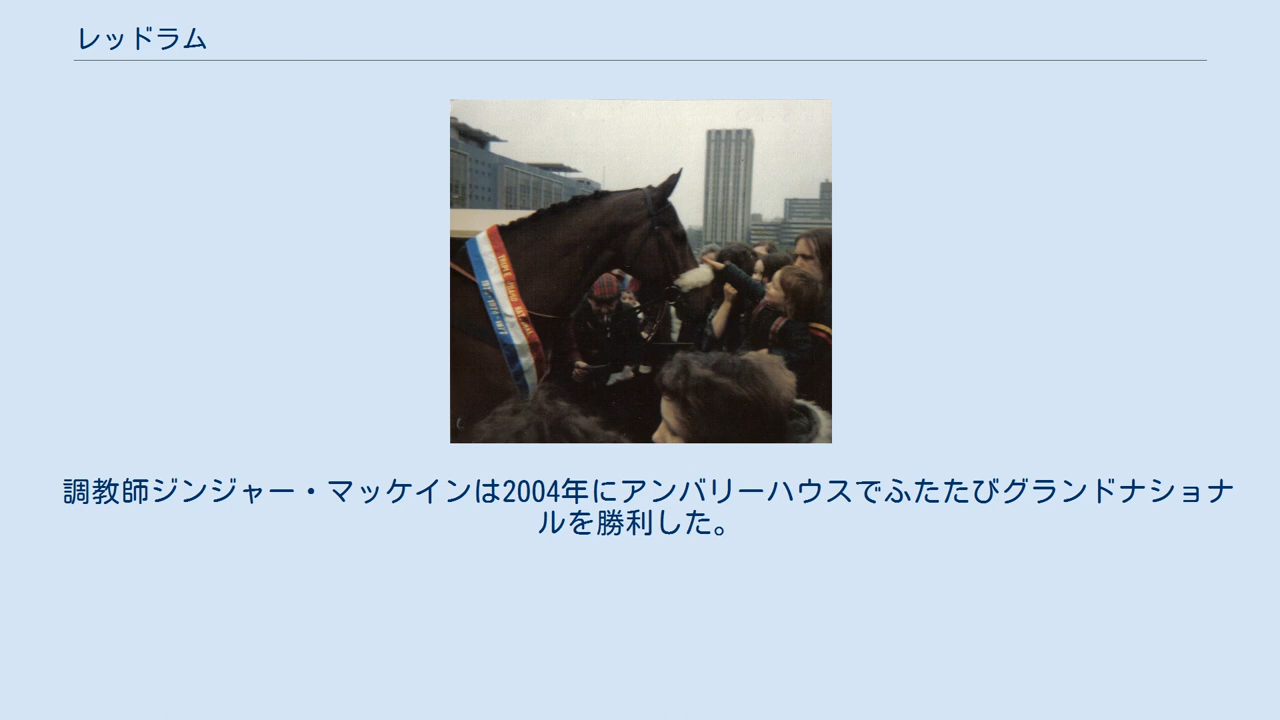 レッドラム
調教師ジンジャー・マッケインは2004年にアンバリーハウスでふたたびグランドナショナ
ルを勝利した。